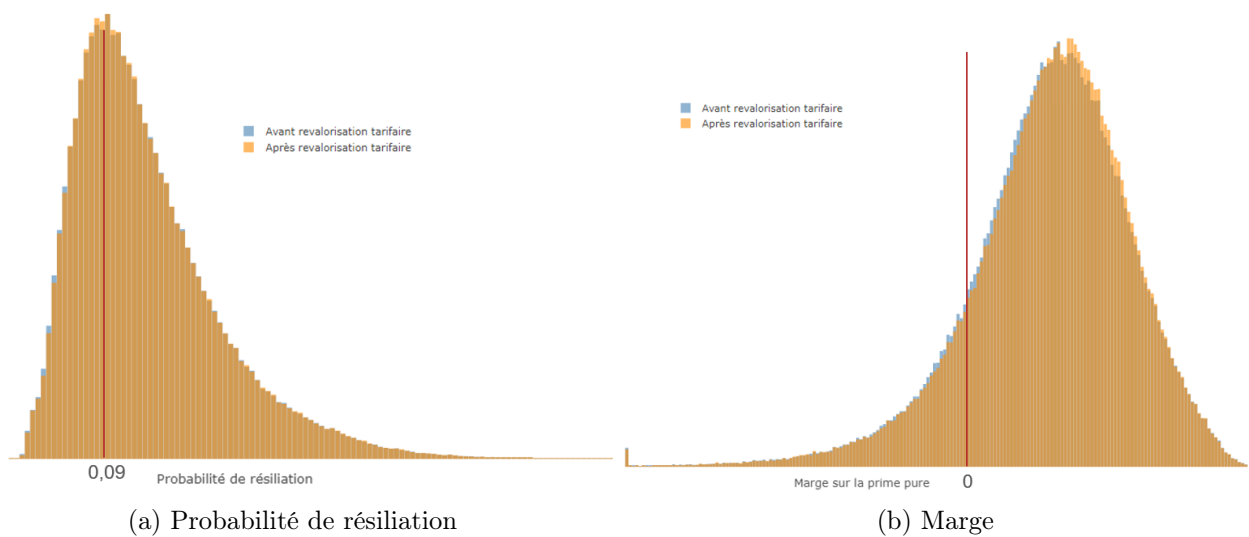 Avant revalorisation tarifaire
Après revalorisation tarifaire
0,09
Probabilité de résiliation
(a) Probabilité de résiliation
Avant revalorisation tarifaire
Après revalorisation tarifaire
Marge sur la prime pure
0
(b) Marge